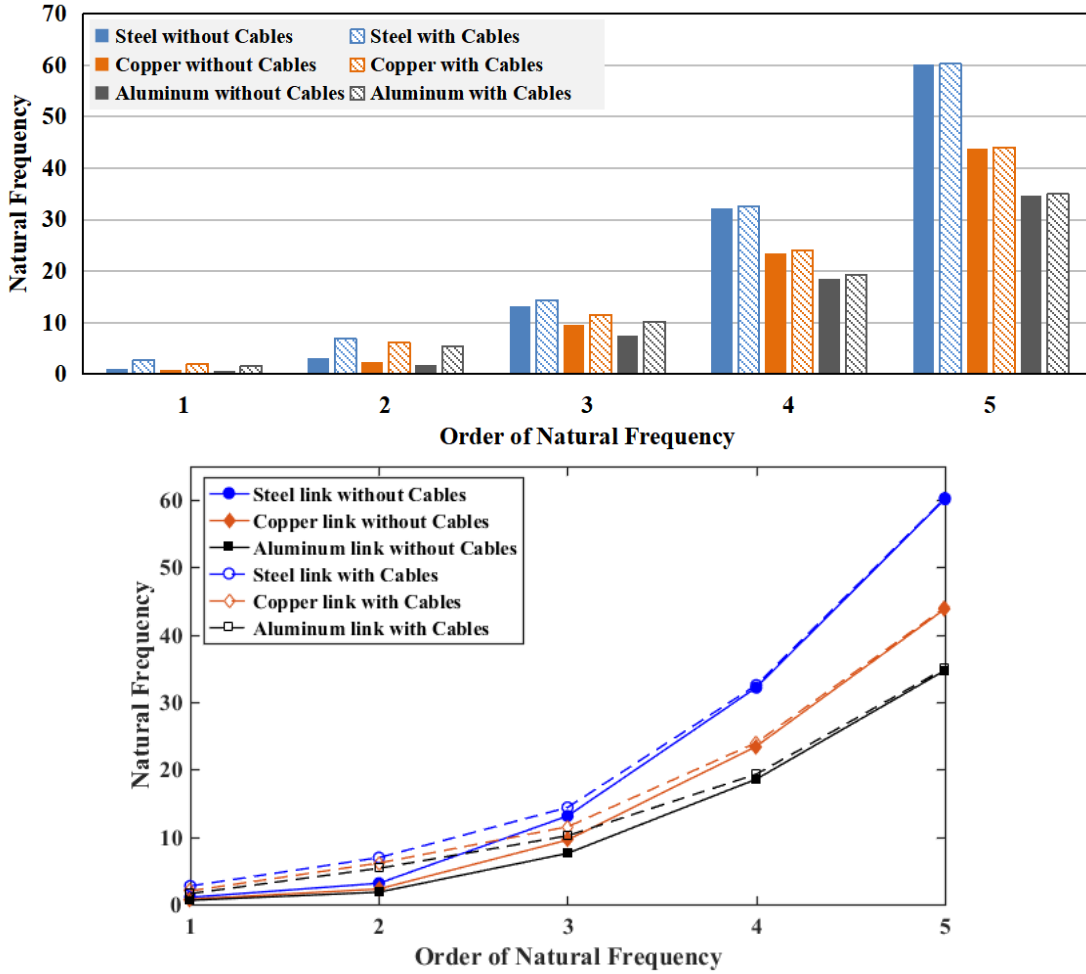 70
60
50
40
30
20
10
0
Natural Frequency
Steel without Cables Steel with Cables
Copper without Cables Copper with Cables
Aluminum without Cables Aluminum with Cables
1 2 3 4 5
Order of Natural Frequency
60
50
40
30
20
10
0
Natural Frequency
Steel link without Cables
Copper link without Cables
Aluminum link without Cables
Steel link with Cables
Copper link with Cables
Aluminum link with Cables
1 2 3 4 5
Order of Natural Frequency